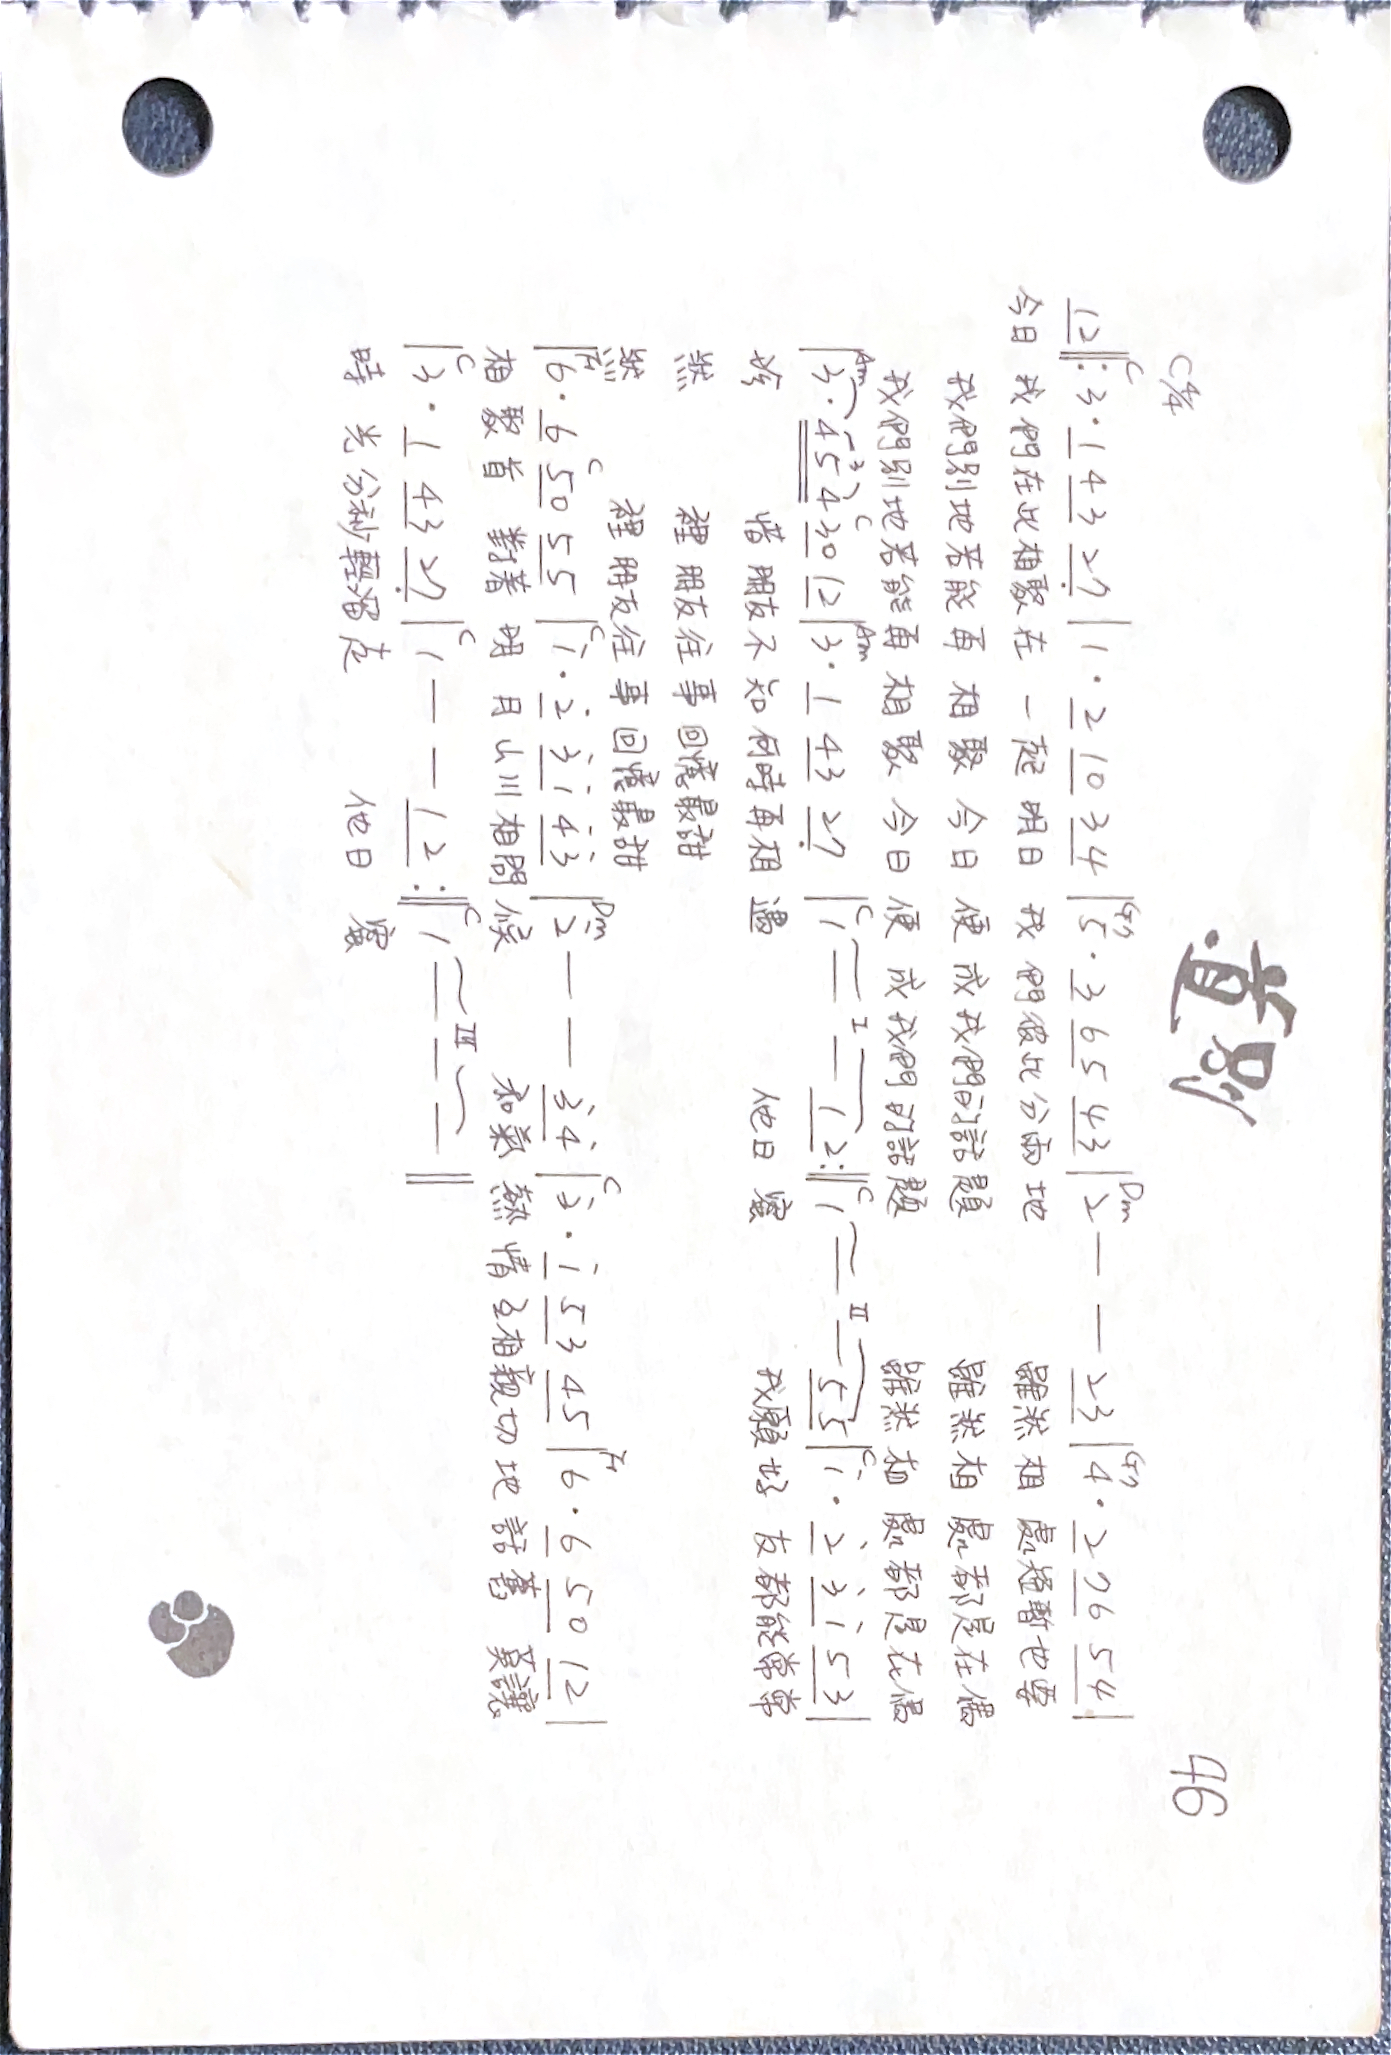 道別
46
C 4/4
C G7 Dm G7
12‖:3·1 43 27̣|1·2 10 34|5·3 65 43|2 — — 23|4·2 76 54|
今日 我們在此相聚在 一起 明日 我們彼此分兩地 雖然相處短暫也要
我們別地若能再相聚 今日便成我們的話題 雖然相處都是在偶
我們別地若能再相聚 今日便成我們的話題 雖然相處都是在偶
Am 3 C Am C I C II C
|3·454 30 12|3·1 43 27̣|1 — — 12:‖1 — — 55|1̇·2̇ 3̇1̇ 53|
珍 惜朋友不知何時再相遇 他日 蜜 我願好友都能常常
然 裡朋友往事回憶最甜
然 裡朋友往事回憶最甜
F C C Dm C F
|6·6 50 55|1̇·2̇ 3̇1̇ 4̇3̇|2̇ — — 3̇4̇|3̇·1̇ 53 45|6·6 50 12|
相聚首 對著明月山川相問候 和氣熱情互相親切地話舊 莫讓
C C C III
|3·1 43 27̣|1 — — 12:‖1 — — —‖
時光分秒輕溜走 他日 蜜